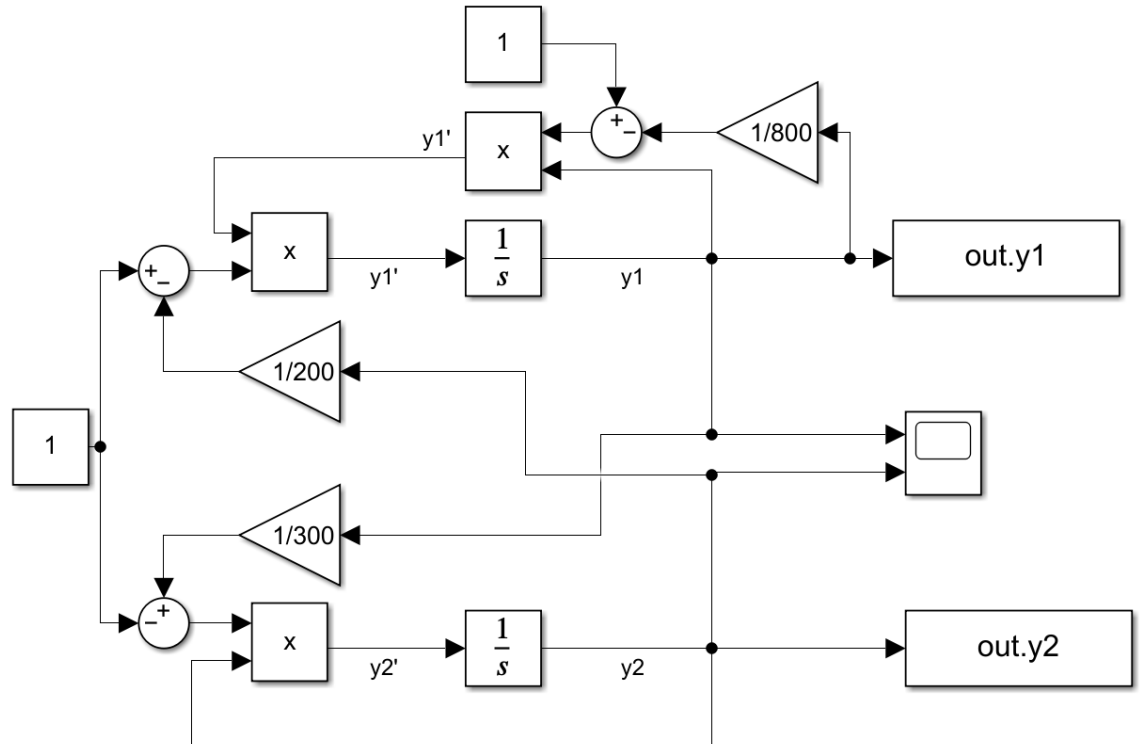 1
+
−
1/800
x
y1'
x
y1'
1
s
y1
out.y1
+
−
1/200
1
1/300
+
−
x
y2'
1
s
y2
out.y2